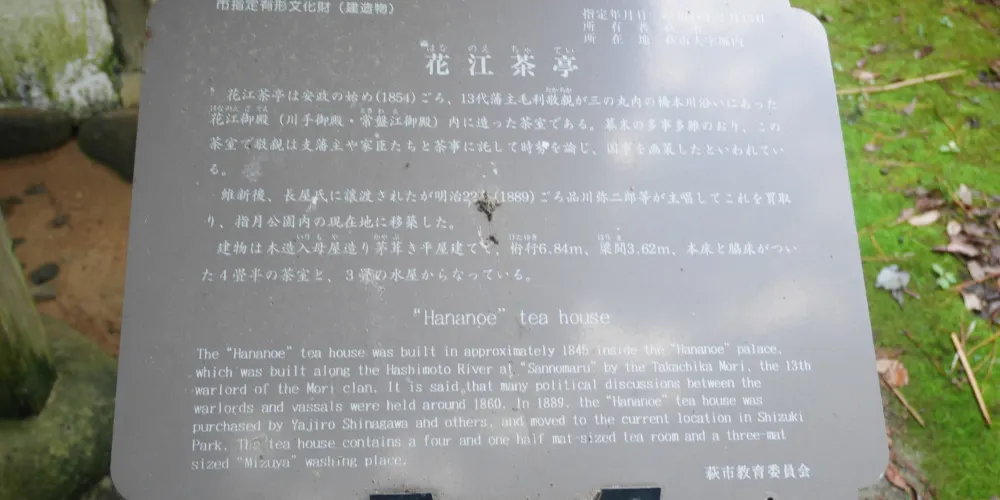 市指定有形文化財（建造物）
指定年月日
所有者 萩市
所在地 萩市大字堀内
はな のえ ちゃ てい
花江茶亭
花江茶亭は安政の始め(1854)ごろ、13代藩主毛利敬親が三の丸内の橋本川沿いにあった
花江御殿（川手御殿・常盤江御殿）内に造った茶室である。幕末の多事多難のおり、この
茶室で敬親は支藩主や家臣たちと茶事に託して時勢を論じ、国事を画策したといわれてい
る。
維新後、長屋氏に譲渡されたが明治22年(1889)ごろ品川弥二郎等が主唱してこれを買取
り、指月公園内の現在地に移築した。
建物は木造入母屋造り茅葺き平屋建てで、桁行6.84m、梁間3.62m、本床と脇床がつい
た４畳半の茶室と、３畳の水屋からなっている。
"Hananoe" tea house
The "Hananoe" tea house was built in approximately 1845 inside the "Hananoe" palace,
which was built along the Hashimoto River at "Sannomaru" by the Takachika Mori, the 13th
warlord of the Mori clan. It is said that many political discussions between the
warlords and vassals were held around 1860. In 1889, the "Hananoe" tea house was
purchased by Yajiro Shinagawa and others, and moved to the current location in Shizuki
Park. The tea house contains a four and one half mat-sized tea room and a three-mat
sized "Mizuya" washing place.
萩市教育委員会